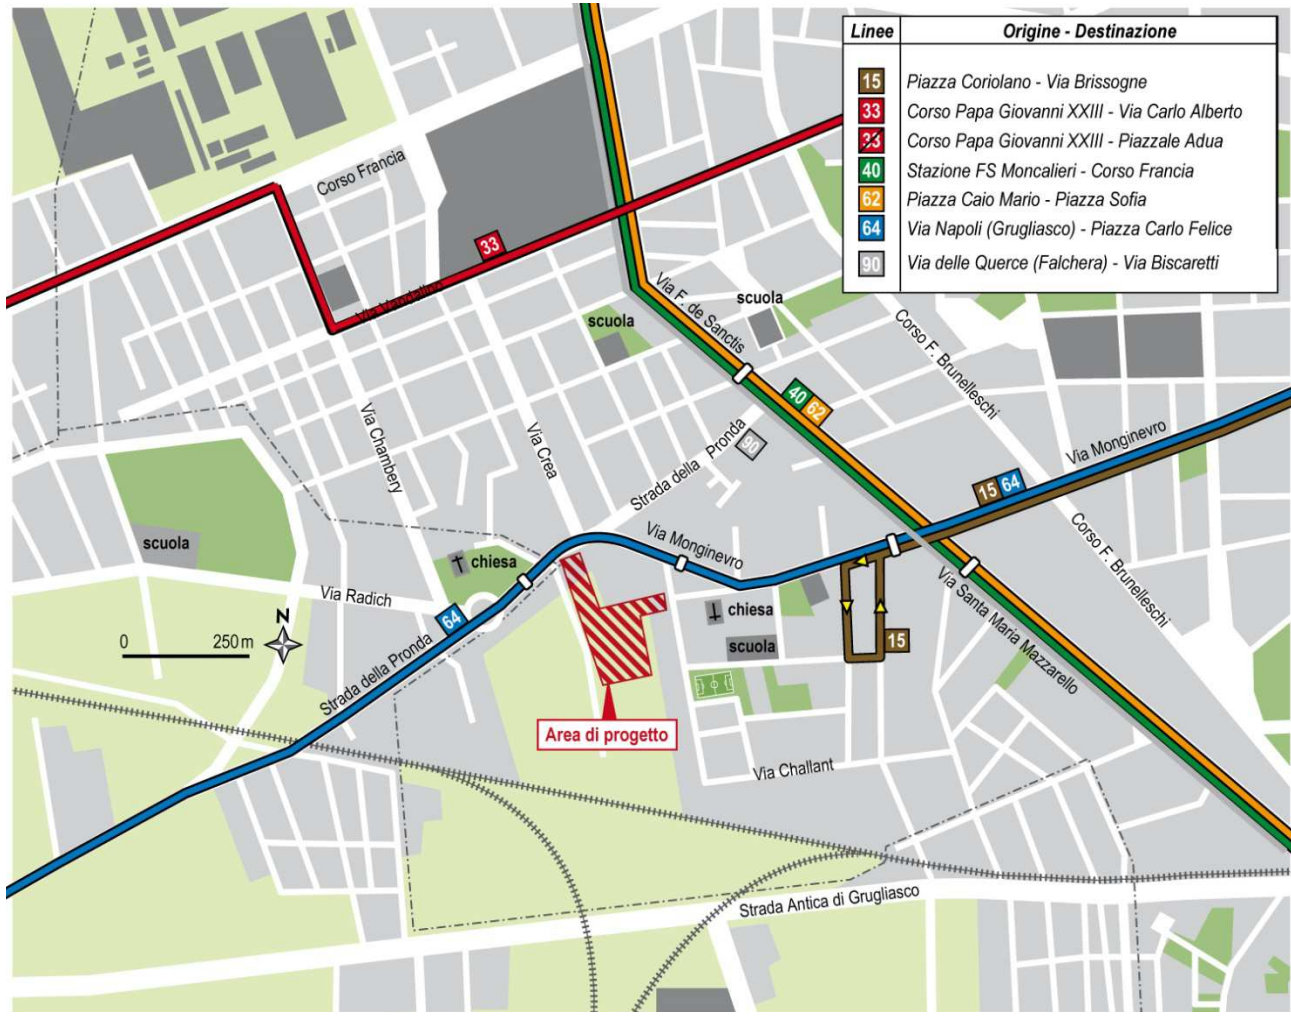 Linee Origine - Destinazione
15 Piazza Coriolano - Via Brissogne
33 Corso Papa Giovanni XXIII - Via Carlo Alberto
33 Corso Papa Giovanni XXIII - Piazzale Adua
40 Stazione FS Moncalieri - Corso Francia
62 Piazza Caio Mario - Piazza Sofia
64 Via Napoli (Grugliasco) - Piazza Carlo Felice
90 Via delle Querce (Falchera) - Via Biscaretti
Corso Francia
33
Via Vandalino
Via F. de Sanctis
scuola
scuola
Corso F. Brunelleschi
40 62
Via Chambery
Via Crea
Strada della Pronda
90
Via Monginevro
15 64
scuola
chiesa
Via Monginevro
Corso F. Brunelleschi
Via Radich
64
chiesa
scuola
15
Via Santa Maria Mazzarello
N
0 250 m
Strada della Pronda
Area di progetto
Via Challant
Strada Antica di Grugliasco